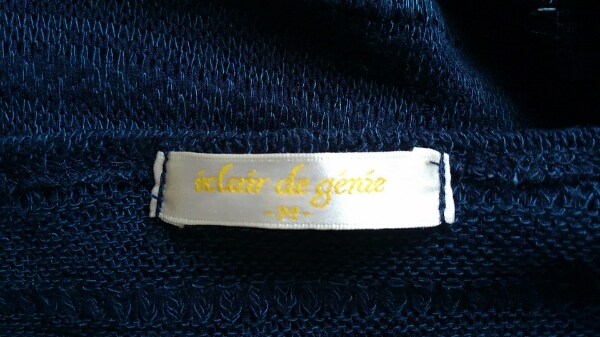 éclair de génie
-M-